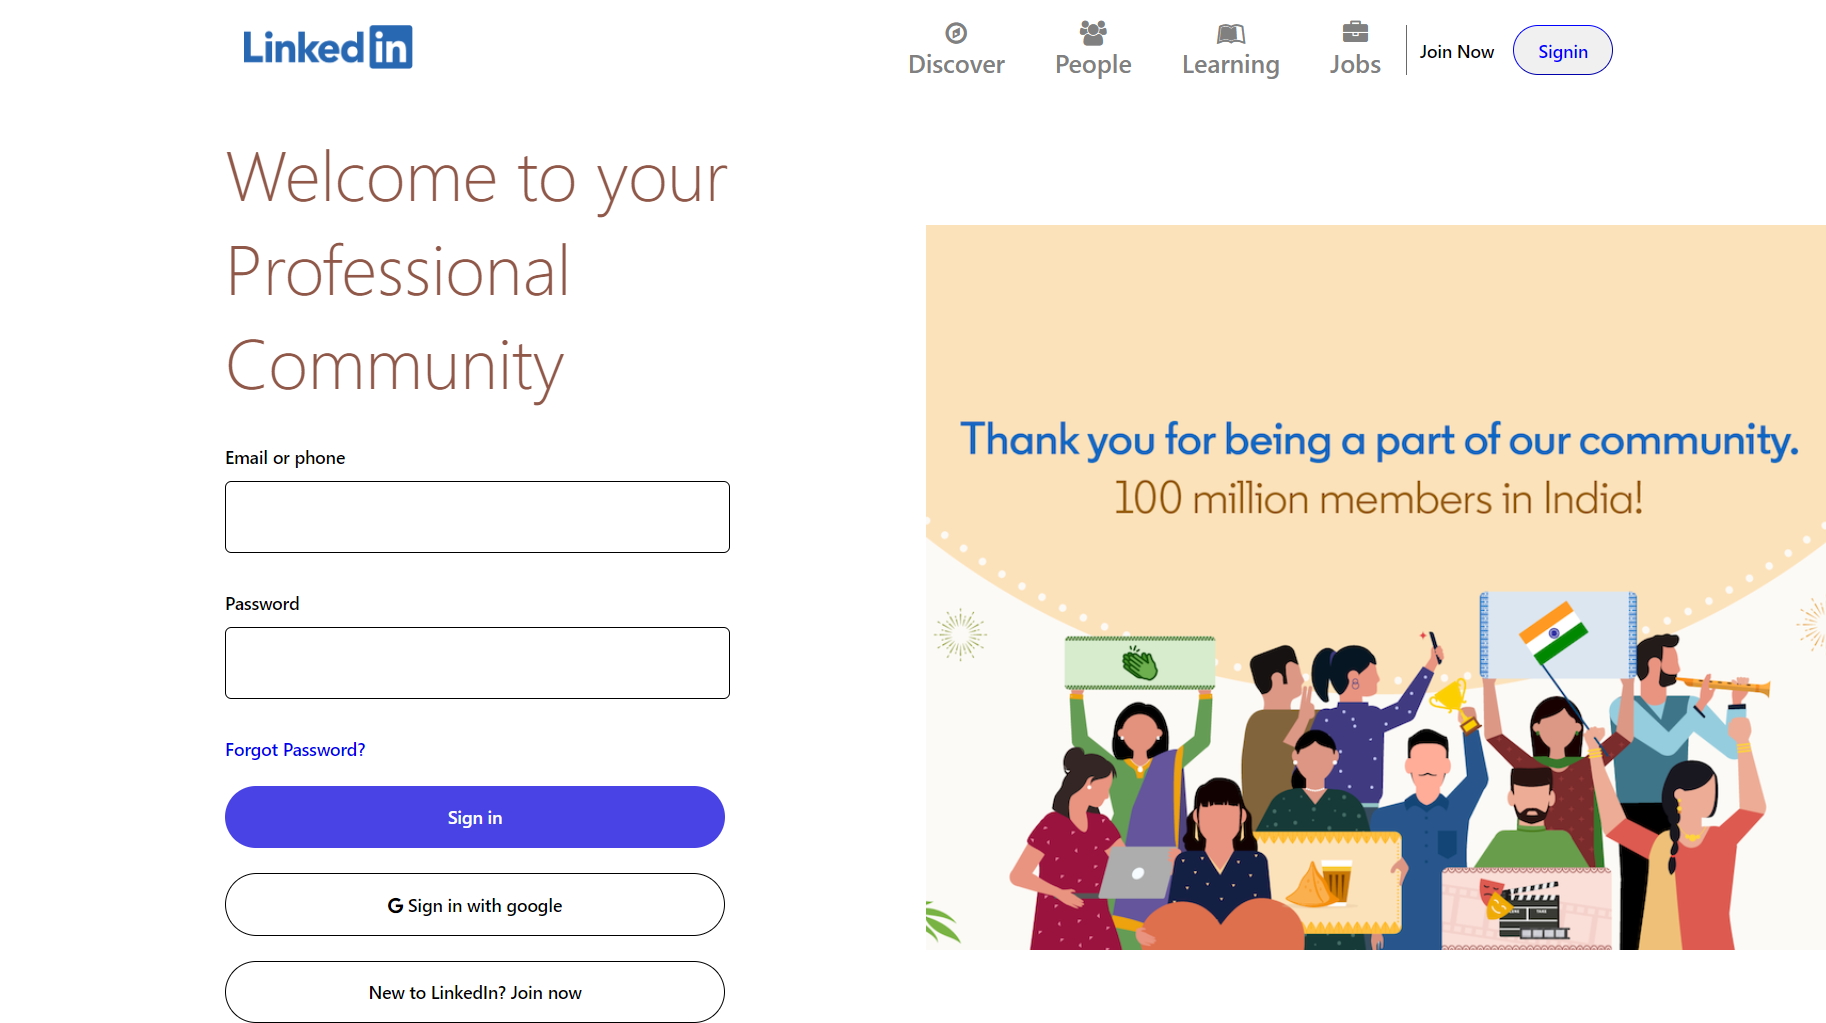 Linked in
Discover People Learning Jobs Join Now Signin
Welcome to your
Professional
Community
Email or phone
Password
Forgot Password?
Sign in
G Sign in with google
New to LinkedIn? Join now
Thank you for being a part of our community.
100 million members in India!